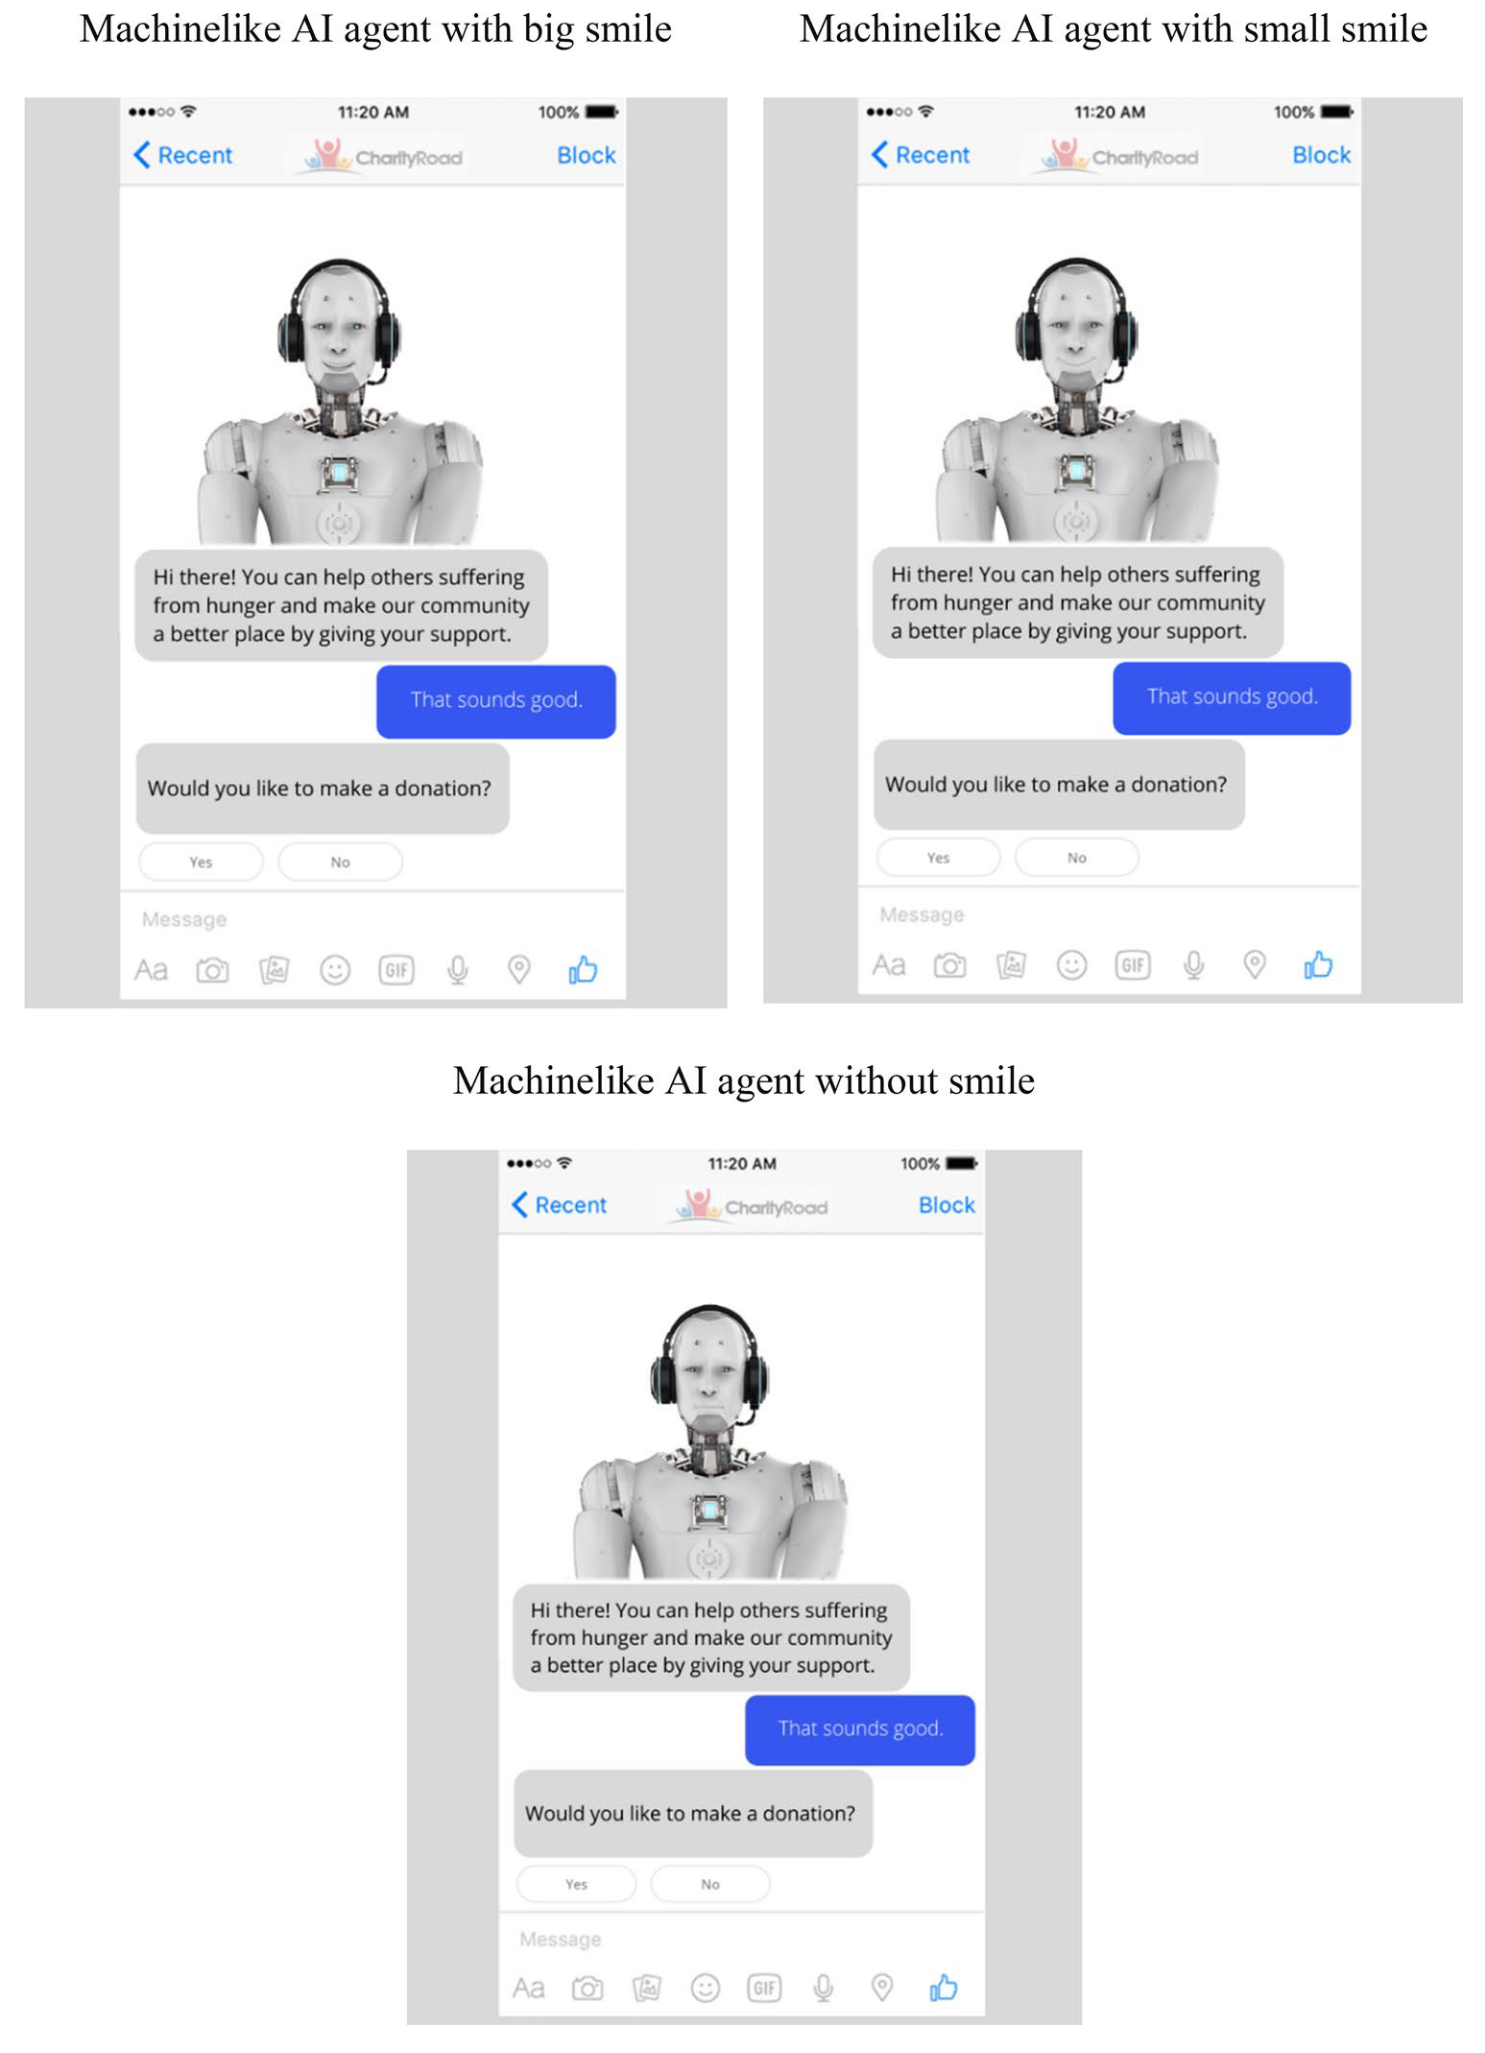 Machinelike AI agent with big smile
11:20 AM 100%
Recent CharityRoad Block
Hi there! You can help others suffering
from hunger and make our community
a better place by giving your support.
That sounds good.
Would you like to make a donation?
Yes No
Message
Aa GIF
Machinelike AI agent with small smile
11:20 AM 100%
Recent CharityRoad Block
Hi there! You can help others suffering
from hunger and make our community
a better place by giving your support.
That sounds good.
Would you like to make a donation?
Yes No
Message
Aa GIF
Machinelike AI agent without smile
11:20 AM 100%
Recent CharityRoad Block
Hi there! You can help others suffering
from hunger and make our community
a better place by giving your support.
That sounds good.
Would you like to make a donation?
Yes No
Message
Aa GIF